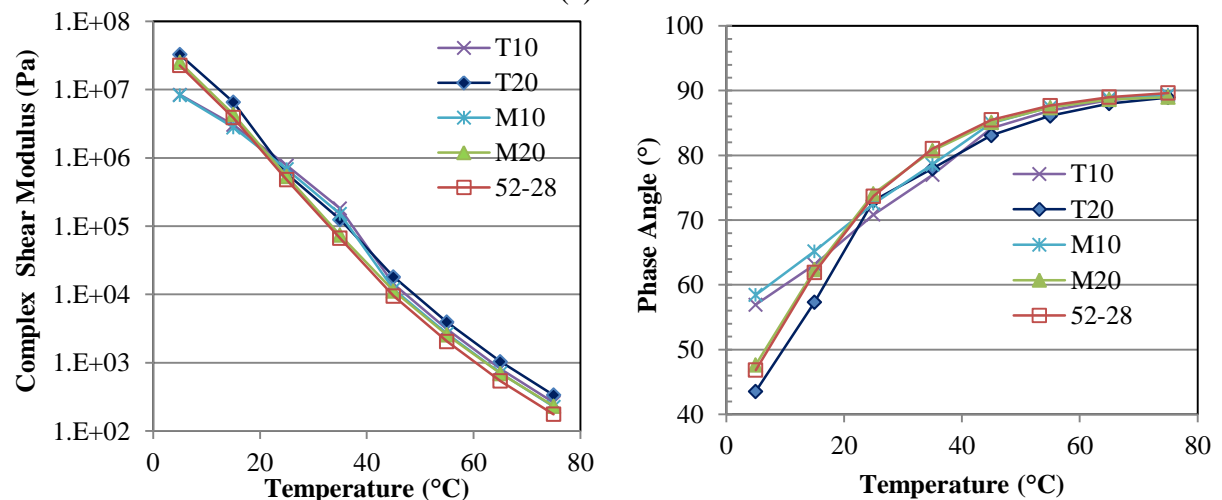 1.E+08
1.E+07
1.E+06
1.E+05
1.E+04
1.E+03
1.E+02
0
20
40
60
80
Complex Shear Modulus (Pa)
Temperature (°C)
T10
T20
M10
M20
52-28
100
90
80
70
60
50
40
0
20
40
60
80
Phase Angle (°)
Temperature (°C)
T10
T20
M10
M20
52-28